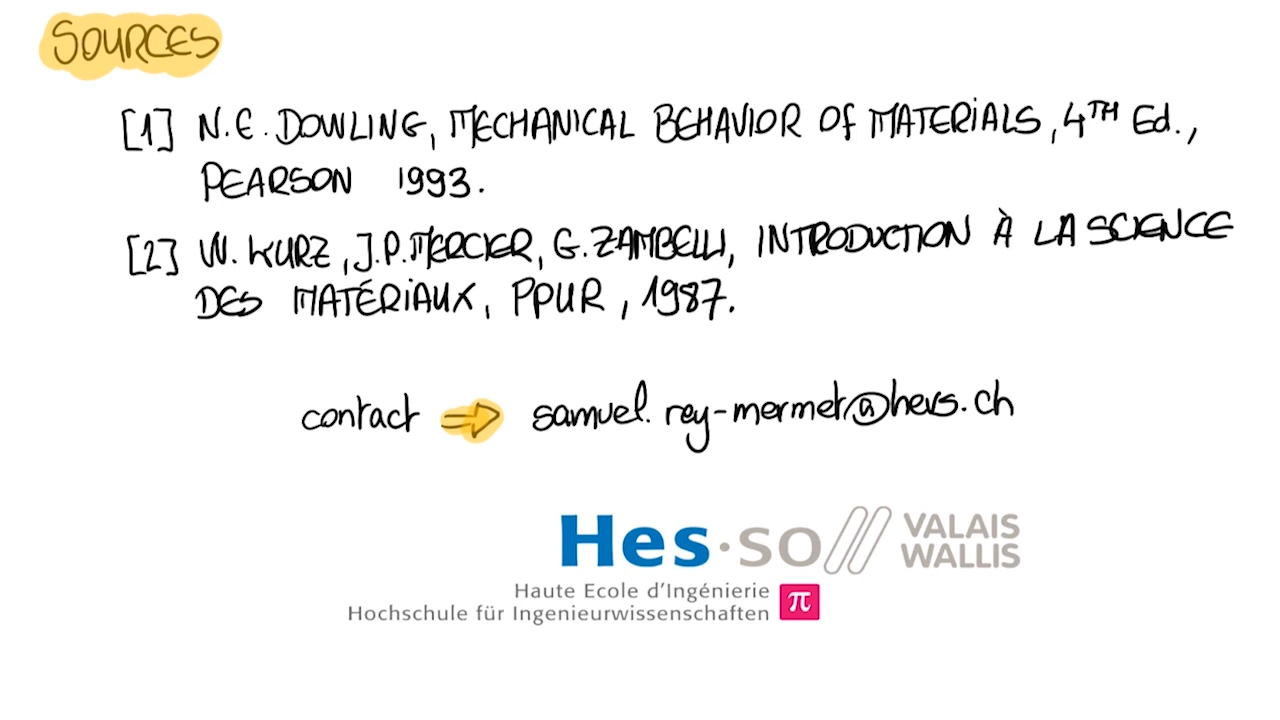 SOURCES
[1] N.E. DOWLING, MECHANICAL BEHAVIOR OF MATERIALS, 4TH Ed.,
PEARSON 1993.
[2] W. KURZ, J.P. MERCIER, G. ZAMBELLI, INTRODUCTION À LA SCIENCE
DES MATÉRIAUX, PPUR, 1987.
contact ⇒ samuel.rey-mermet@hevs.ch
Hes·so VALAIS
WALLIS
Haute Ecole d'Ingénierie
Hochschule für Ingenieurwissenschaften π